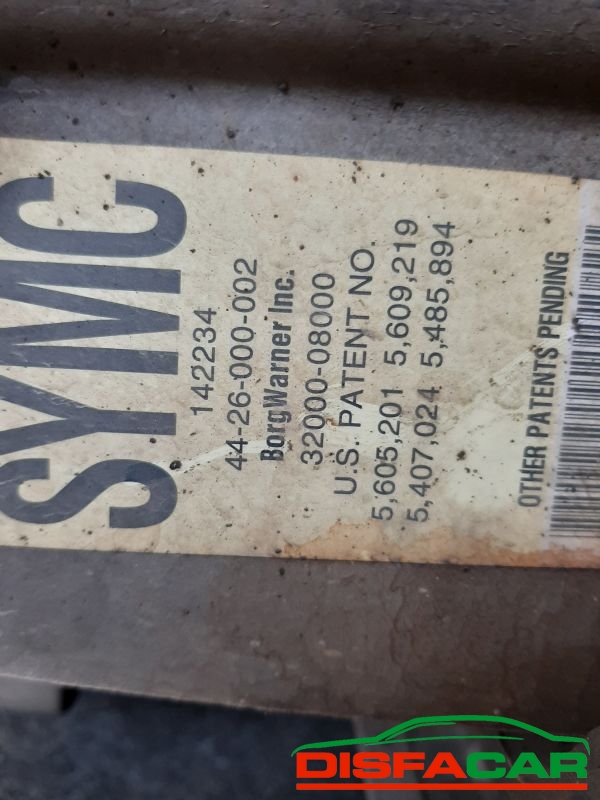 SYMC
142234
44-26-000-002
BorgWarner Inc.
32000-08000
U.S. PATENT NO.
5,605,201 5,609,219
5,407,024 5,485,894
OTHER PATENTS PENDING
DISFACAR